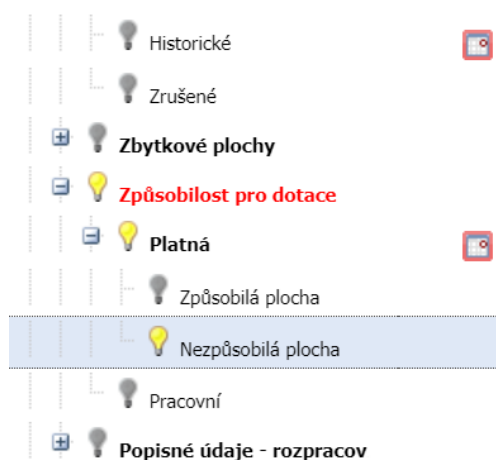 Historické
Zrušené
Zbytkové plochy
Způsobilost pro dotace
Platná
Způsobilá plocha
Nezpůsobilá plocha
Pracovní
Popisné údaje - rozpracov